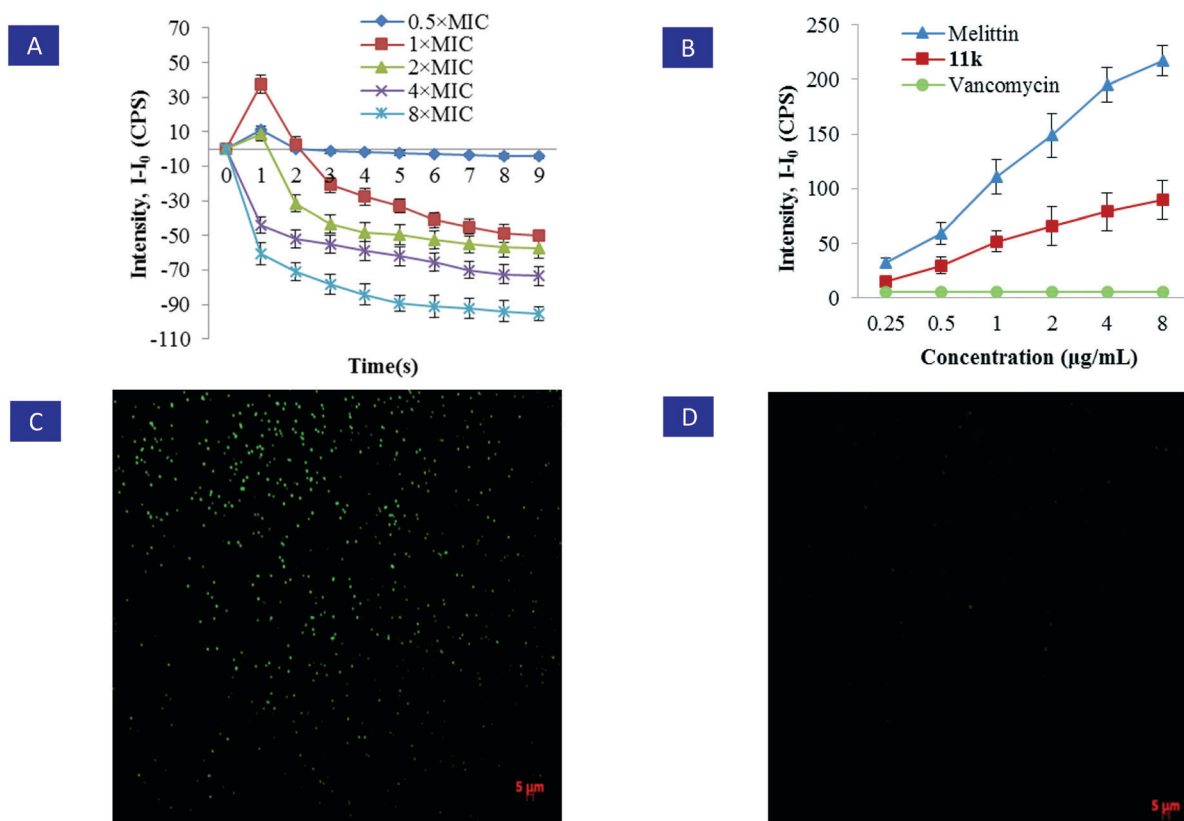 A
Intensity, I-I₀ (CPS)
70
50
30
10
-10
-30
-50
-70
-90
-110
0 1 2 3 4 5 6 7 8 9
Time(s)
0.5×MIC
1×MIC
2×MIC
4×MIC
8×MIC
B
Intensity, I-I₀ (CPS)
250
200
150
100
50
0
0.25 0.5 1 2 4 8
Concentration (µg/mL)
Melittin
11k
Vancomycin
C
5 µm
D
5 µm